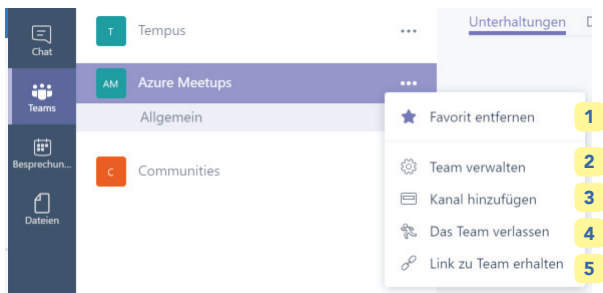 Chat
Teams
Besprechun...
Dateien
T Tempus ...
AM Azure Meetups ...
Allgemein
C Communities
Unterhaltungen D
Favorit entfernen 1
Team verwalten 2
Kanal hinzufügen 3
Das Team verlassen 4
Link zu Team erhalten 5